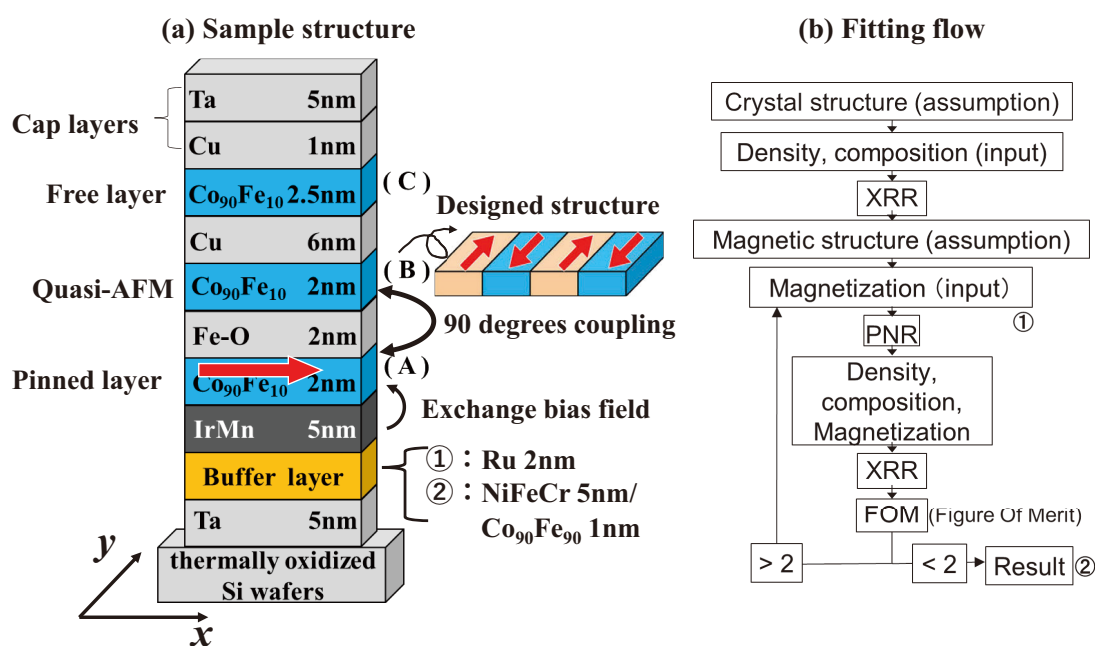 (a) Sample structure
Cap layers
Ta 5nm
Cu 1nm
Free layer
Co₉₀Fe₁₀ 2.5nm
( C )
Cu 6nm
Designed structure
Quasi-AFM
Co₉₀Fe₁₀ 2nm
( B )
Fe-O 2nm
90 degrees coupling
Pinned layer
Co₉₀Fe₁₀ 2nm
( A )
IrMn 5nm
Exchange bias field
Buffer layer
①：Ru 2nm
②：NiFeCr 5nm/
Co₉₀Fe₉₀ 1nm
Ta 5nm
thermally oxidized
Si wafers
y
x
(b) Fitting flow
Crystal structure (assumption)
Density, composition (input)
XRR
Magnetic structure (assumption)
Magnetization （input）
①
PNR
Density,
composition,
Magnetization
XRR
FOM (Figure Of Merit)
> 2
< 2
Result ②